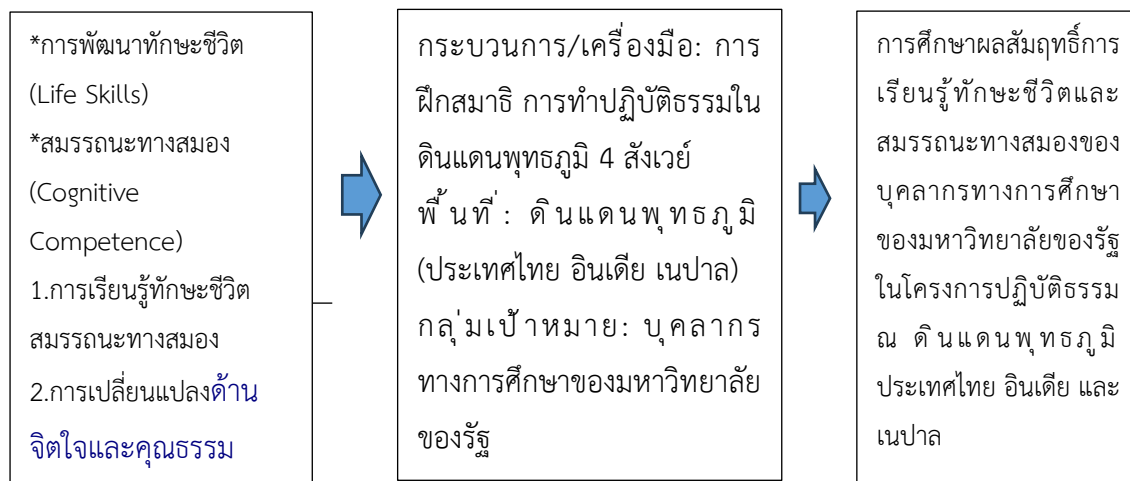 *การพัฒนาทักษะชีวิต
(Life Skills)
*สมรรถนะทางสมอง
(Cognitive
Competence)
1.การเรียนรู้ทักษะชีวิต
สมรรถนะทางสมอง
2.การเปลี่ยนแปลงด้าน
จิตใจและคุณธรรม
กระบวนการ/เครื่องมือ: การ
ฝึกสมาธิ การทำปฏิบัติธรรมใน
ดินแดนพุทธภูมิ 4 สังเวย์
พื้นที่: ดินแดนพุทธภูมิ
(ประเทศไทย อินเดีย เนปาล)
กลุ่มเป้าหมาย: บุคลากร
ทางการศึกษาของมหาวิทยาลัย
ของรัฐ
การศึกษาผลสัมฤทธิ์การ
เรียนรู้ทักษะชีวิตและ
สมรรถนะทางสมองของ
บุคลากรทางการศึกษา
ของมหาวิทยาลัยของรัฐ
ในโครงการปฏิบัติธรรม
ณ ดินแดนพุทธภูมิ
ประเทศไทย อินเดีย และ
เนปาล